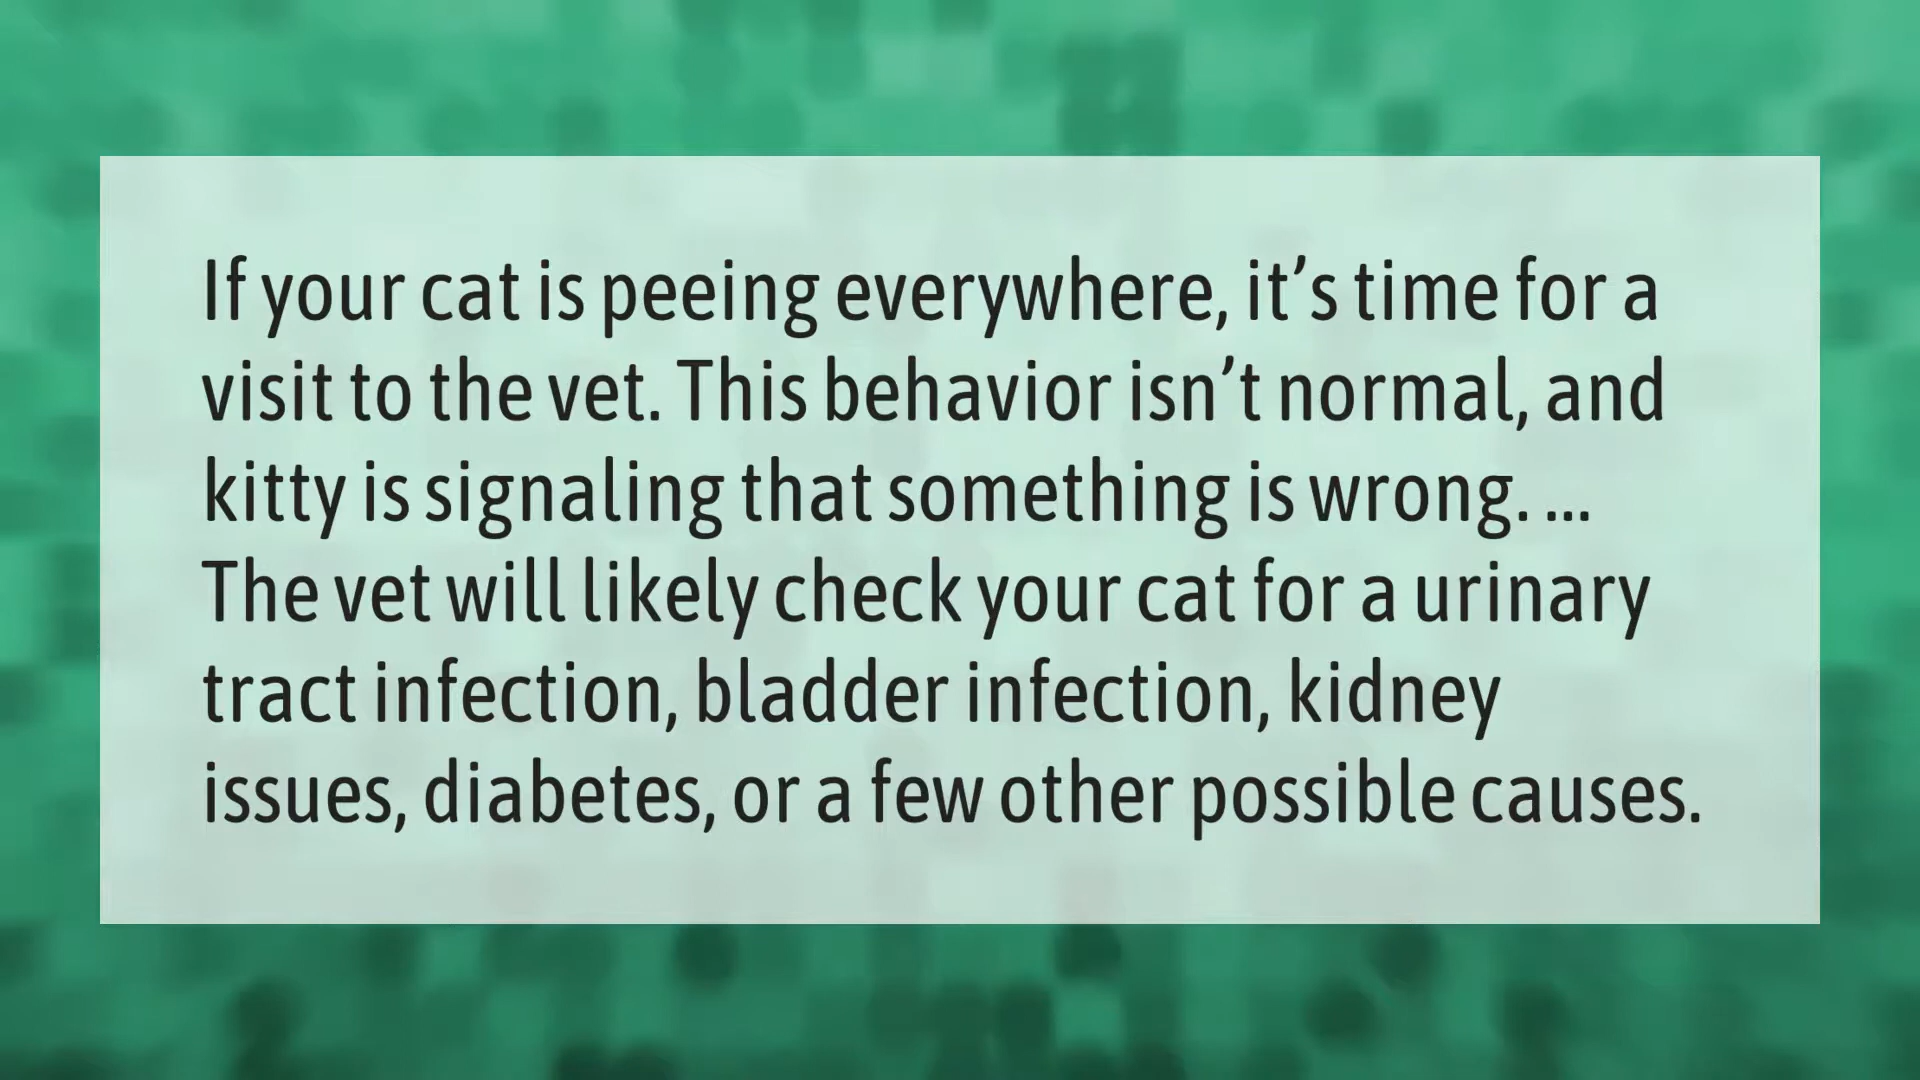 If your cat is peeing everywhere, it’s time for a
visit to the vet. This behavior isn’t normal, and
kitty is signaling that something is wrong. ...
The vet will likely check your cat for a urinary
tract infection, bladder infection, kidney
issues, diabetes, or a few other possible causes.